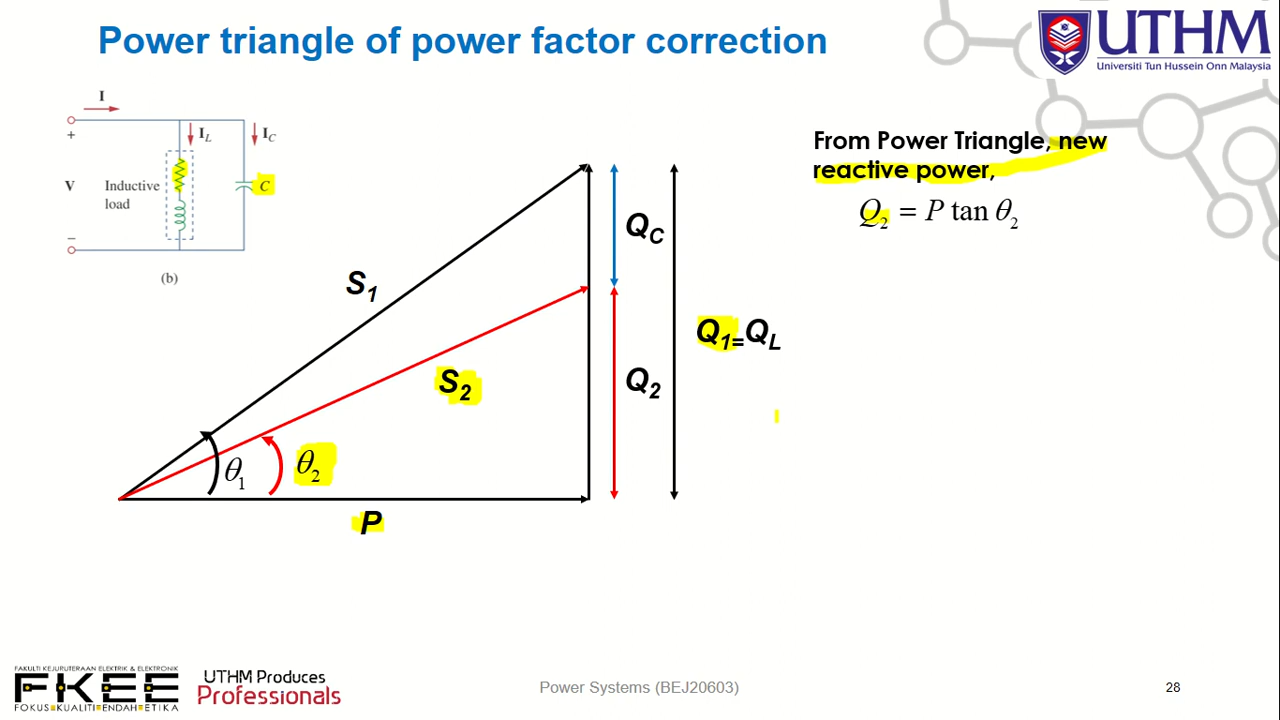 Power triangle of power factor correction
UTHM
Universiti Tun Hussein Onn Malaysia
I
+
I_L
I_C
V
Inductive
load
C
−
(b)
From Power Triangle, new
reactive power,
Q₂ = P tan θ₂
S₁
Q_C
Q₁=Q_L
S₂
Q₂
θ₁
θ₂
P
FAKULTI KEJURUTERAAN ELEKTRIK & ELEKTRONIK
FKEE
FOKUS KUALITI ENDAH ETIKA
UTHM Produces
Professionals
Power Systems (BEJ20603)
28